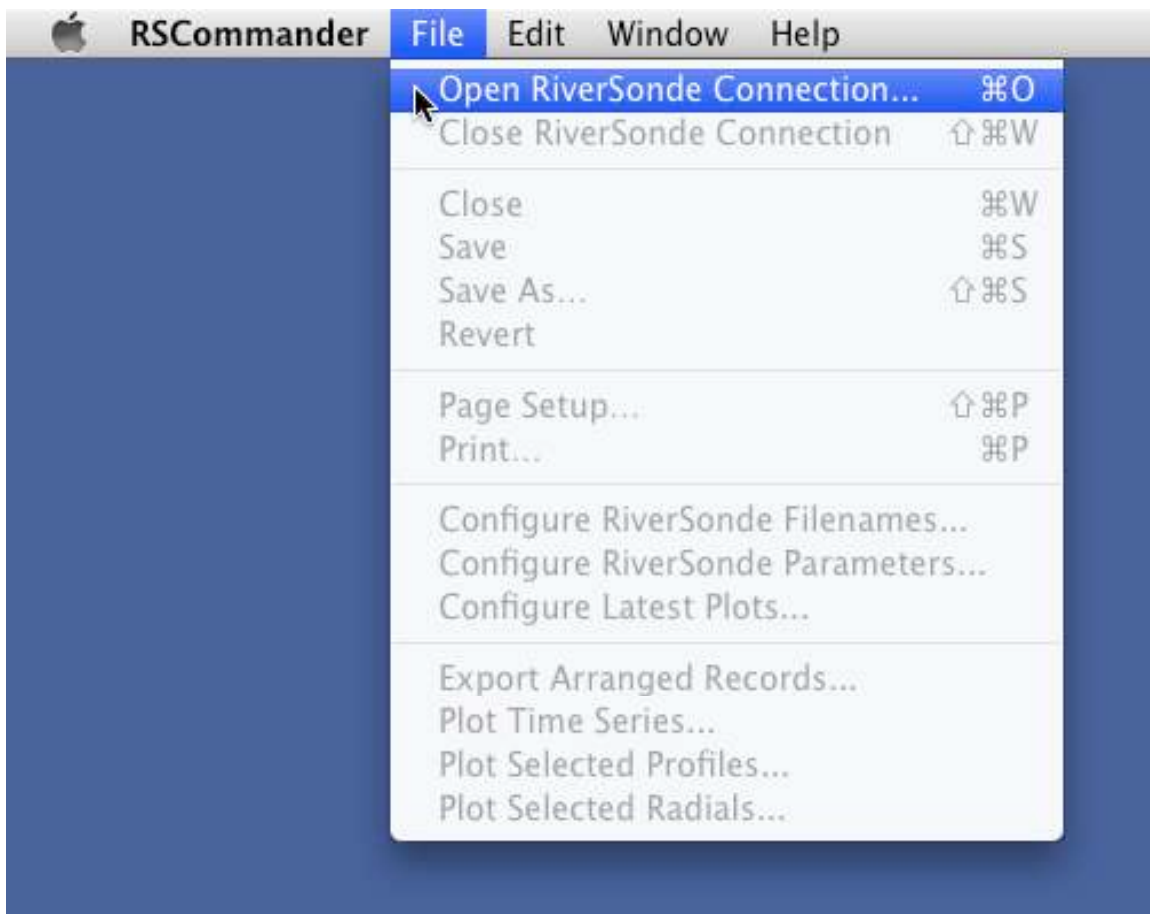 RSCommander File Edit Window Help
Open RiverSonde Connection... ⌘O
Close RiverSonde Connection ⇧⌘W
Close ⌘W
Save ⌘S
Save As... ⇧⌘S
Revert
Page Setup... ⇧⌘P
Print... ⌘P
Configure RiverSonde Filenames...
Configure RiverSonde Parameters...
Configure Latest Plots...
Export Arranged Records...
Plot Time Series...
Plot Selected Profiles...
Plot Selected Radials...